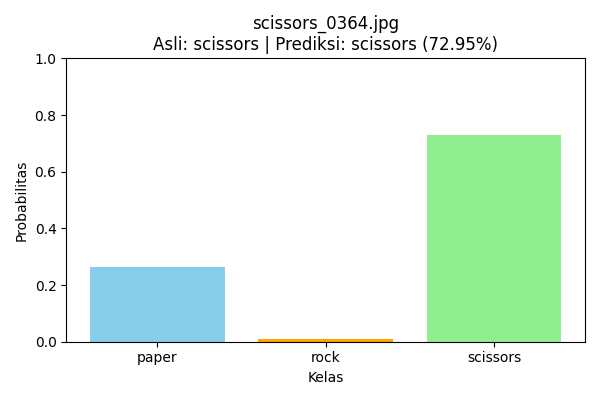 scissors_0364.jpg
Asli: scissors | Prediksi: scissors (72.95%)
1.0
0.8
0.6
0.4
0.2
0.0
Probabilitas
paper
rock
scissors
Kelas